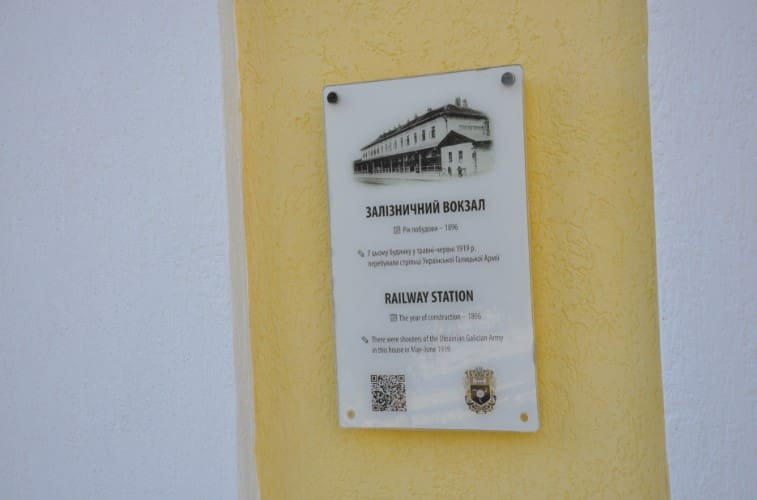 ЗАЛІЗНИЧНИЙ ВОКЗАЛ
Рік побудови – 1896
У цьому будинку у травні-червні 1919 р.
перебували стрільці Української Галицької Армії
RAILWAY STATION
The year of construction – 1896
There were shooters of the Ukrainian Galician Army
in this house in May-June 1919